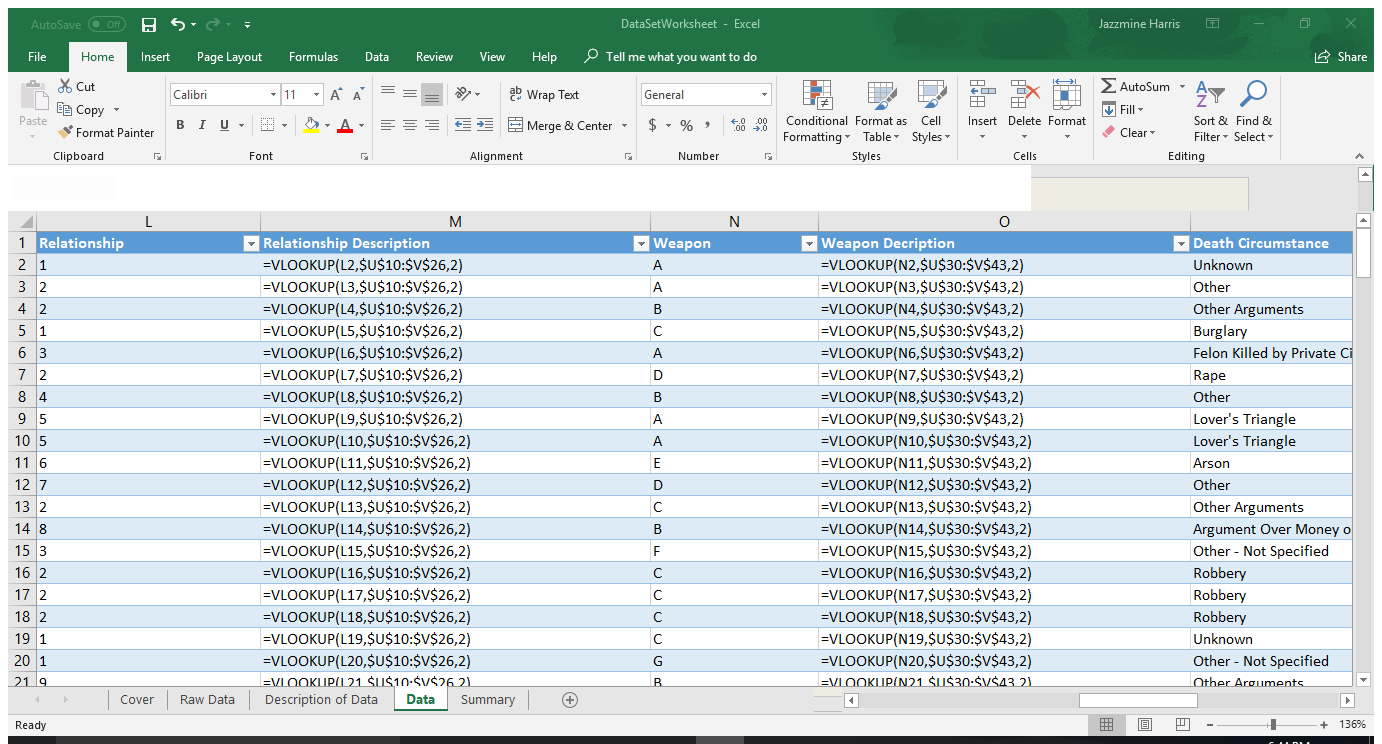 AutoSave Off DataSetWorksheet - Excel Jazzmine Harris
File Home Insert Page Layout Formulas Data Review View Help Tell me what you want to do Share
Paste Cut Copy Format Painter
Calibri 11 A A B I U A
ab Wrap Text Merge & Center
General $ % , .00
Conditional Formatting Format as Table Cell Styles
Insert Delete Format
AutoSum Fill Clear Sort & Filter Find & Select
Clipboard Font Alignment Number Styles Cells Editing
L M N O
1 Relationship Relationship Description Weapon Weapon Decription Death Circumstance
2 1 =VLOOKUP(L2,$U$10:$V$26,2) A =VLOOKUP(N2,$U$30:$V$43,2) Unknown
3 2 =VLOOKUP(L3,$U$10:$V$26,2) A =VLOOKUP(N3,$U$30:$V$43,2) Other
4 2 =VLOOKUP(L4,$U$10:$V$26,2) B =VLOOKUP(N4,$U$30:$V$43,2) Other Arguments
5 1 =VLOOKUP(L5,$U$10:$V$26,2) C =VLOOKUP(N5,$U$30:$V$43,2) Burglary
6 3 =VLOOKUP(L6,$U$10:$V$26,2) A =VLOOKUP(N6,$U$30:$V$43,2) Felon Killed by Private Ci
7 2 =VLOOKUP(L7,$U$10:$V$26,2) D =VLOOKUP(N7,$U$30:$V$43,2) Rape
8 4 =VLOOKUP(L8,$U$10:$V$26,2) B =VLOOKUP(N8,$U$30:$V$43,2) Other
9 5 =VLOOKUP(L9,$U$10:$V$26,2) A =VLOOKUP(N9,$U$30:$V$43,2) Lover's Triangle
10 5 =VLOOKUP(L10,$U$10:$V$26,2) A =VLOOKUP(N10,$U$30:$V$43,2) Lover's Triangle
11 6 =VLOOKUP(L11,$U$10:$V$26,2) E =VLOOKUP(N11,$U$30:$V$43,2) Arson
12 7 =VLOOKUP(L12,$U$10:$V$26,2) D =VLOOKUP(N12,$U$30:$V$43,2) Other
13 2 =VLOOKUP(L13,$U$10:$V$26,2) C =VLOOKUP(N13,$U$30:$V$43,2) Other Arguments
14 8 =VLOOKUP(L14,$U$10:$V$26,2) B =VLOOKUP(N14,$U$30:$V$43,2) Argument Over Money o
15 3 =VLOOKUP(L15,$U$10:$V$26,2) F =VLOOKUP(N15,$U$30:$V$43,2) Other - Not Specified
16 2 =VLOOKUP(L16,$U$10:$V$26,2) C =VLOOKUP(N16,$U$30:$V$43,2) Robbery
17 2 =VLOOKUP(L17,$U$10:$V$26,2) C =VLOOKUP(N17,$U$30:$V$43,2) Robbery
18 2 =VLOOKUP(L18,$U$10:$V$26,2) C =VLOOKUP(N18,$U$30:$V$43,2) Robbery
19 1 =VLOOKUP(L19,$U$10:$V$26,2) C =VLOOKUP(N19,$U$30:$V$43,2) Unknown
20 1 =VLOOKUP(L20,$U$10:$V$26,2) G =VLOOKUP(N20,$U$30:$V$43,2) Other - Not Specified
21 9 =VLOOKUP(L21,$U$10:$V$26,2) B =VLOOKUP(N21,$U$30:$V$43,2) Other Arguments
Cover Raw Data Description of Data Data Summary
Ready 136%